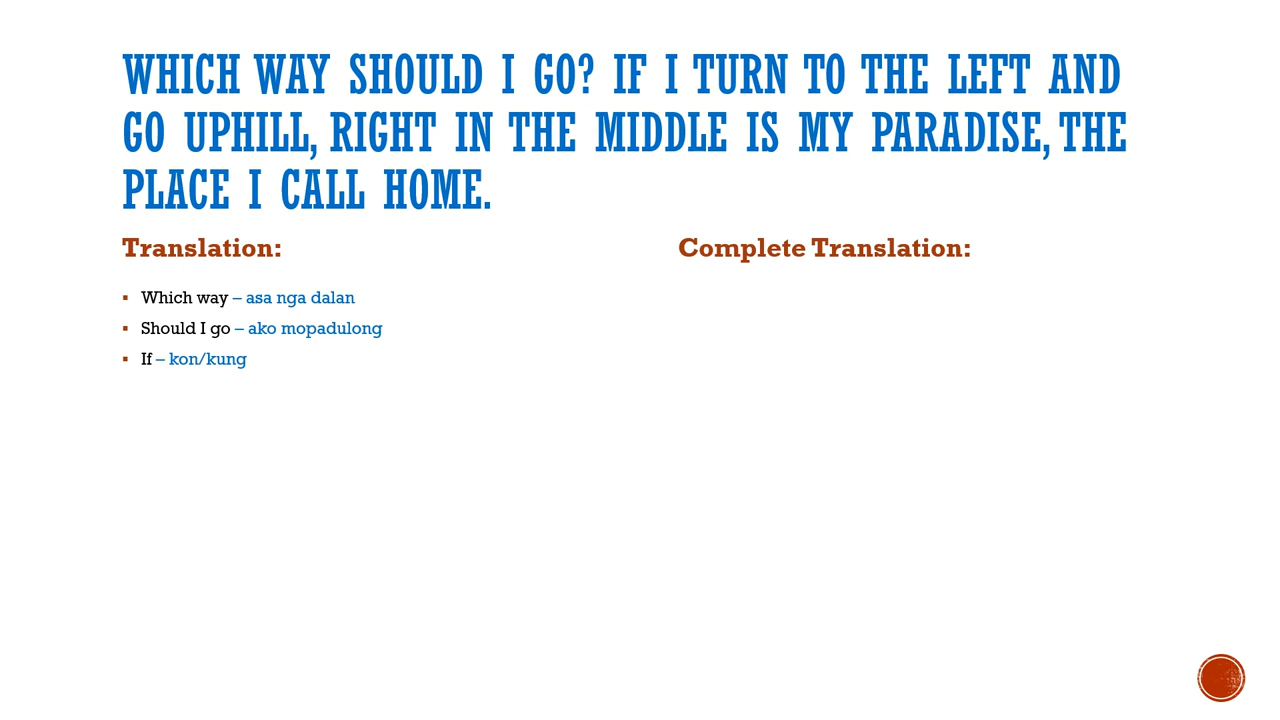 WHICH WAY SHOULD I GO? IF I TURN TO THE LEFT AND
GO UPHILL, RIGHT IN THE MIDDLE IS MY PARADISE, THE
PLACE I CALL HOME.
Translation:
▪ Which way – asa nga dalan
▪ Should I go – ako mopadulong
▪ If – kon/kung
Complete Translation: